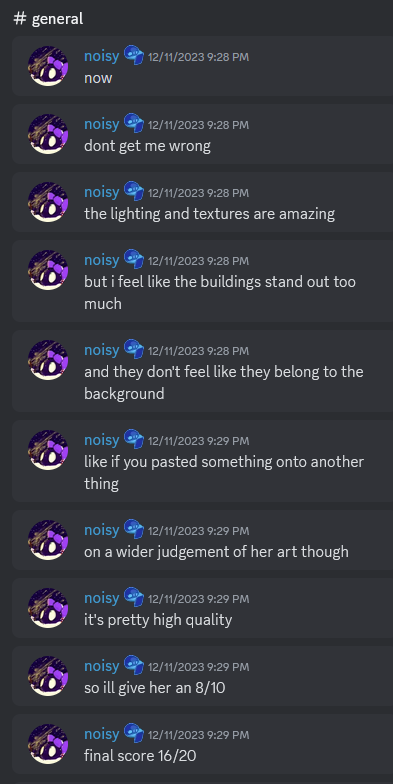 # general
noisy 12/11/2023 9:28 PM
now
noisy 12/11/2023 9:28 PM
dont get me wrong
noisy 12/11/2023 9:28 PM
the lighting and textures are amazing
noisy 12/11/2023 9:28 PM
but i feel like the buildings stand out too
much
noisy 12/11/2023 9:28 PM
and they don't feel like they belong to the
background
noisy 12/11/2023 9:29 PM
like if you pasted something onto another
thing
noisy 12/11/2023 9:29 PM
on a wider judgement of her art though
noisy 12/11/2023 9:29 PM
it's pretty high quality
noisy 12/11/2023 9:29 PM
so ill give her an 8/10
noisy 12/11/2023 9:29 PM
final score 16/20